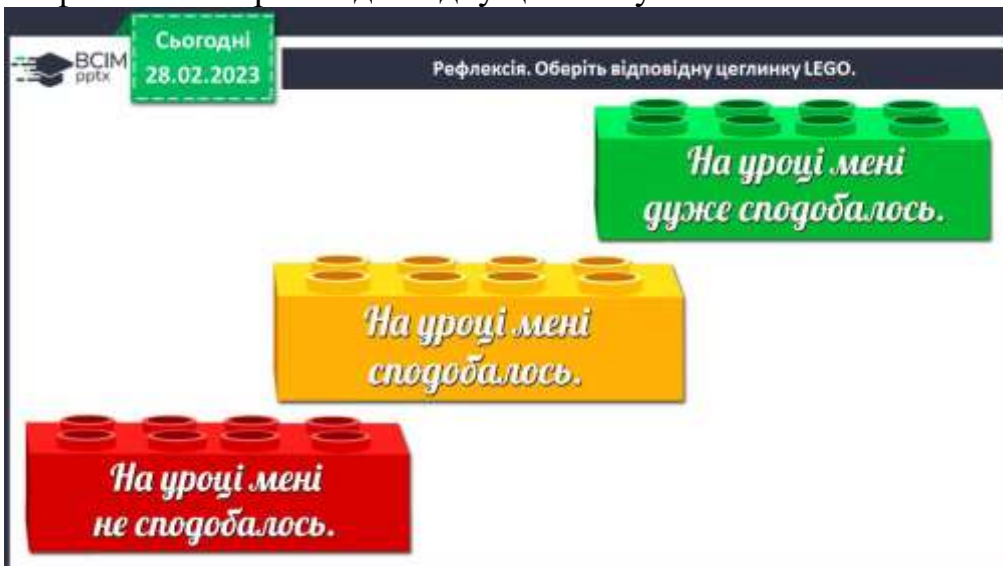 Сьогодні
28.02.2023
BCIM
pptx
Рефлексія. Оберіть відповідну цеглинку LEGO.
На уроці мені
дуже сподобалось.
На уроці мені
сподобалось.
На уроці мені
не сподобалось.